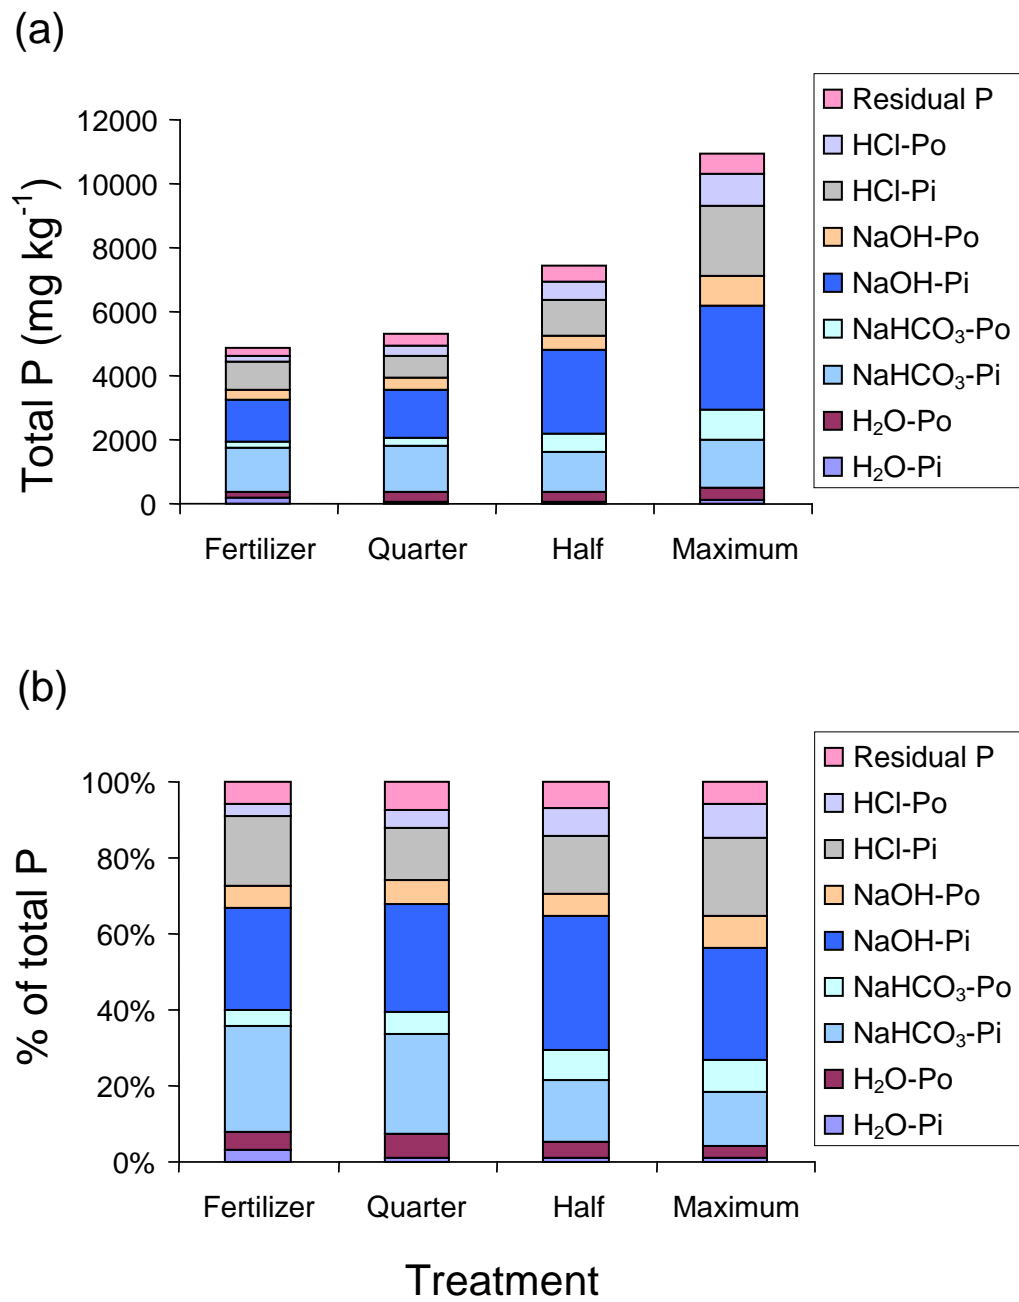 (a)
Total P (mg kg⁻¹)
12000
10000
8000
6000
4000
2000
0
Fertilizer Quarter Half Maximum
Residual P
HCl-Po
HCl-Pi
NaOH-Po
NaOH-Pi
NaHCO₃-Po
NaHCO₃-Pi
H₂O-Po
H₂O-Pi
(b)
% of total P
100%
80%
60%
40%
20%
0%
Fertilizer Quarter Half Maximum
Treatment
Residual P
HCl-Po
HCl-Pi
NaOH-Po
NaOH-Pi
NaHCO₃-Po
NaHCO₃-Pi
H₂O-Po
H₂O-Pi